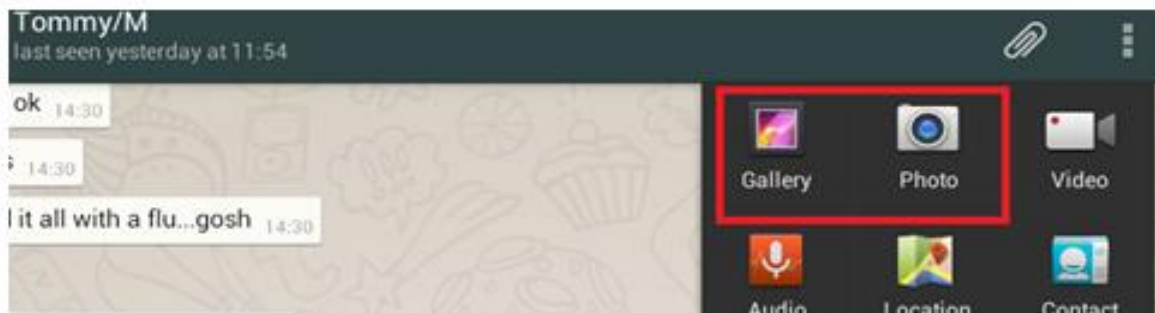 Tommy/M
last seen yesterday at 11:54
ok 14:30
14:30
it all with a flu...gosh 14:30
Gallery Photo Video
Audio Location Contact